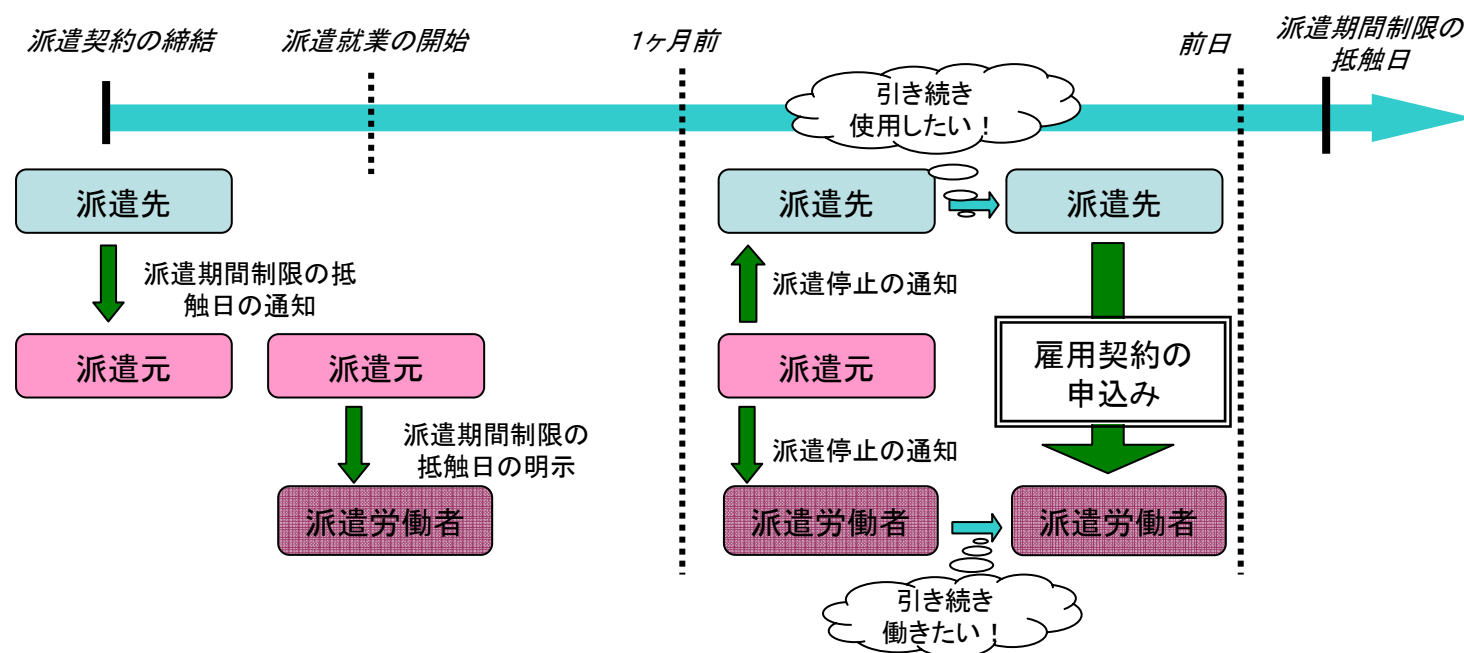 派遣契約の締結
派遣就業の開始
1ヶ月前
前日
派遣期間制限の
抵触日
引き続き
使用したい！
派遣先
派遣先
派遣先
派遣期間制限の抵
触日の通知
派遣停止の通知
派遣元
派遣元
派遣元
雇用契約の
申込み
派遣期間制限の
抵触日の明示
派遣停止の通知
派遣労働者
派遣労働者
派遣労働者
引き続き
働きたい！